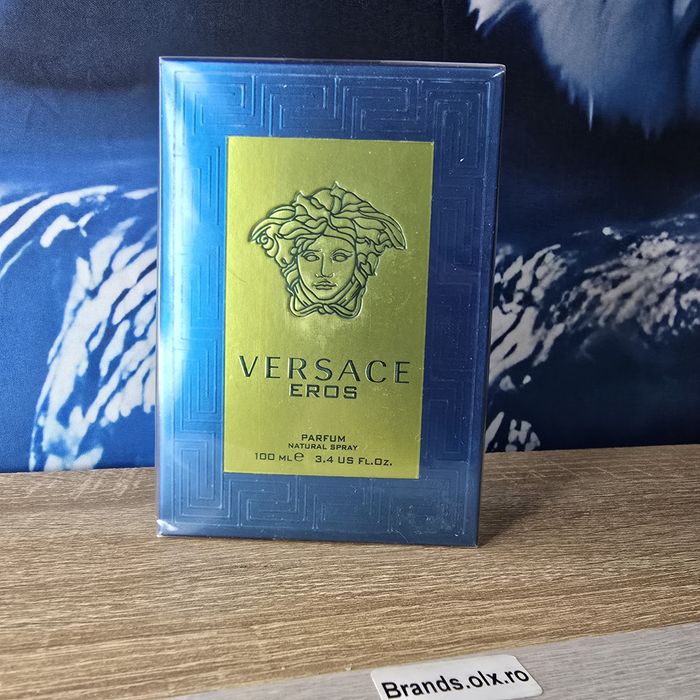 VERSACE
EROS
PARFUM
NATURAL SPRAY
100 ML℮ 3.4 US FL.OZ.
Brands.olx.ro